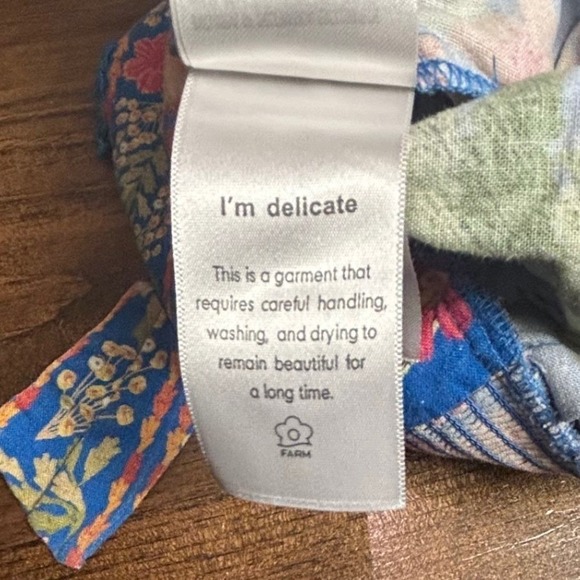 I'm delicate
This is a garment that
requires careful handling,
washing, and drying to
remain beautiful for
a long time.
FARM